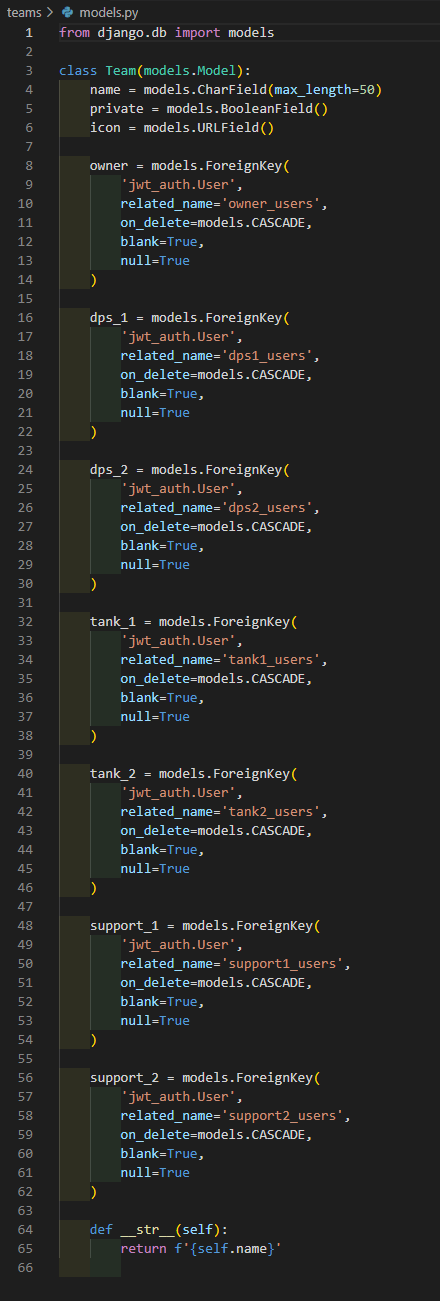 teams > models.py
1 from django.db import models
2
3 class Team(models.Model):
4     name = models.CharField(max_length=50)
5     private = models.BooleanField()
6     icon = models.URLField()
7
8     owner = models.ForeignKey(
9         'jwt_auth.User',
10         related_name='owner_users',
11         on_delete=models.CASCADE,
12         blank=True,
13         null=True
14     )
15
16     dps_1 = models.ForeignKey(
17         'jwt_auth.User',
18         related_name='dps1_users',
19         on_delete=models.CASCADE,
20         blank=True,
21         null=True
22     )
23
24     dps_2 = models.ForeignKey(
25         'jwt_auth.User',
26         related_name='dps2_users',
27         on_delete=models.CASCADE,
28         blank=True,
29         null=True
30     )
31
32     tank_1 = models.ForeignKey(
33         'jwt_auth.User',
34         related_name='tank1_users',
35         on_delete=models.CASCADE,
36         blank=True,
37         null=True
38     )
39
40     tank_2 = models.ForeignKey(
41         'jwt_auth.User',
42         related_name='tank2_users',
43         on_delete=models.CASCADE,
44         blank=True,
45         null=True
46     )
47
48     support_1 = models.ForeignKey(
49         'jwt_auth.User',
50         related_name='support1_users',
51         on_delete=models.CASCADE,
52         blank=True,
53         null=True
54     )
55
56     support_2 = models.ForeignKey(
57         'jwt_auth.User',
58         related_name='support2_users',
59         on_delete=models.CASCADE,
60         blank=True,
61         null=True
62     )
63
64     def __str__(self):
65         return f'{self.name}'
66